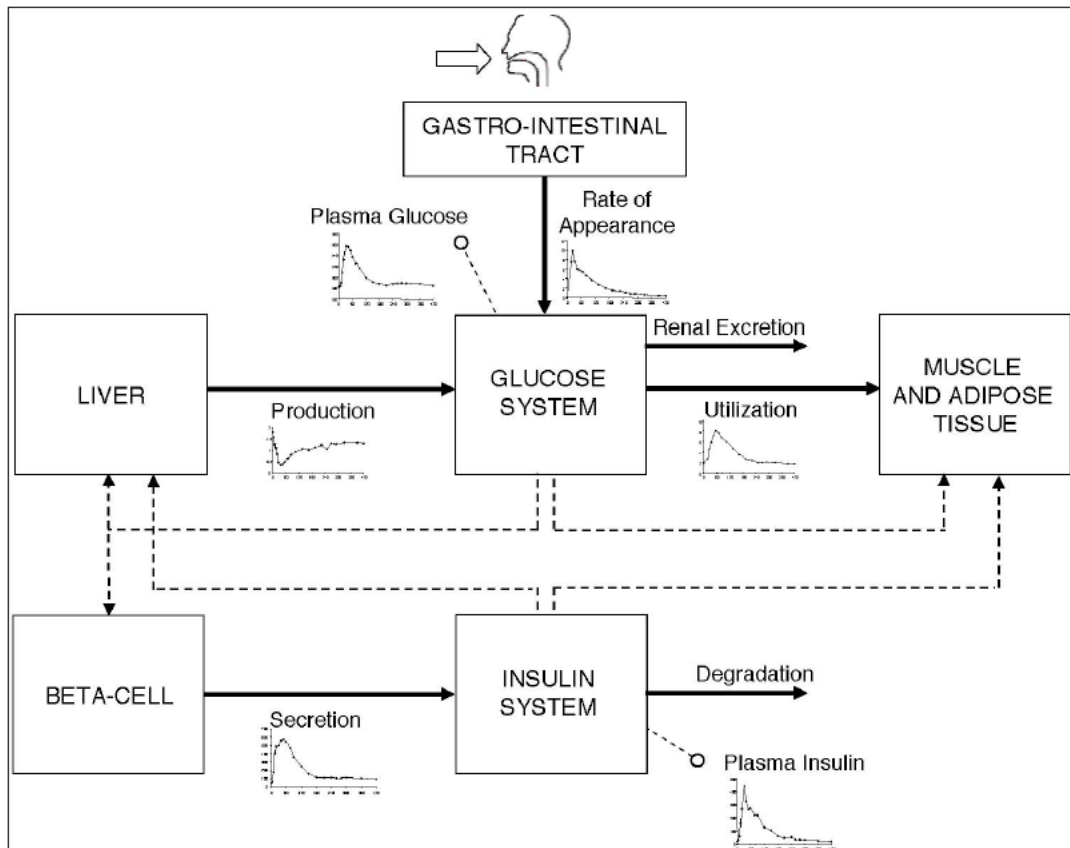 GASTRO-INTESTINAL
TRACT
Plasma Glucose
Rate of
Appearance
Renal Excretion
LIVER
GLUCOSE
SYSTEM
MUSCLE
AND ADIPOSE
TISSUE
Production
Utilization
BETA-CELL
INSULIN
SYSTEM
Degradation
Secretion
Plasma Insulin